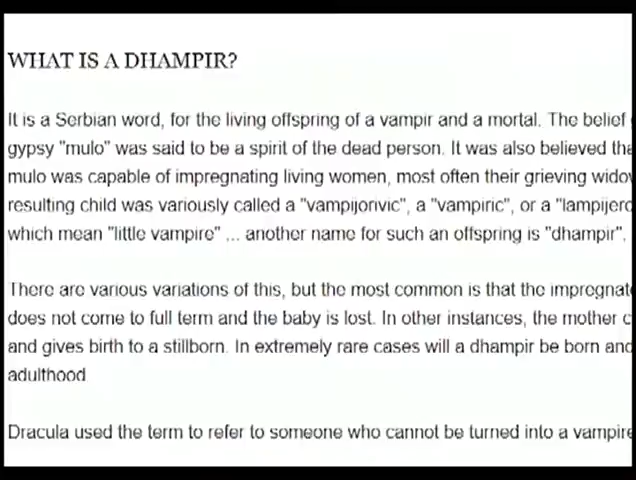 WHAT IS A DHAMPIR?
It is a Serbian word, for the living offspring of a vampir and a mortal. The belief
gypsy "mulo" was said to be a spirit of the dead person. It was also believed tha
mulo was capable of impregnating living women, most often their grieving wido
resulting child was variously called a "vampijorivic", a "vampiric", or a "lampijero
which mean "little vampire" ... another name for such an offspring is "dhampir".
There are various variations of this, but the most common is that the impregnat
does not come to full term and the baby is lost. In other instances, the mother c
and gives birth to a stillborn. In extremely rare cases will a dhampir be born and
adulthood
Dracula used the term to refer to someone who cannot be turned into a vampire